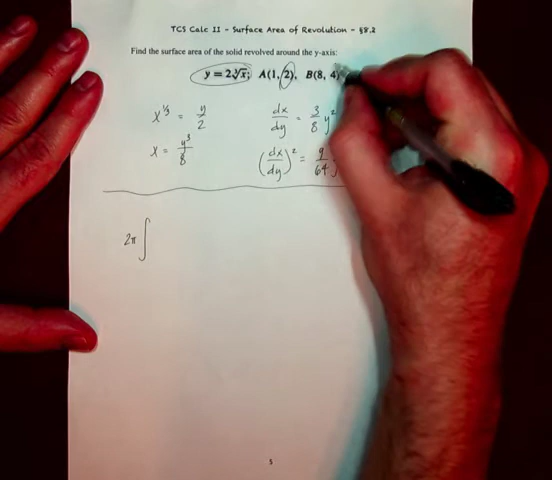 TCS Calc II - Surface Area of Revolution - §8.2
Find the surface area of the solid revolved around the y-axis:
y = 2∛x; A(1, 2), B(8, 4)
x^{1/3} = y/2
dx/dy = 3/8 y²
x = y³/8
(dx/dy)² = 9/64
2π ∫
5